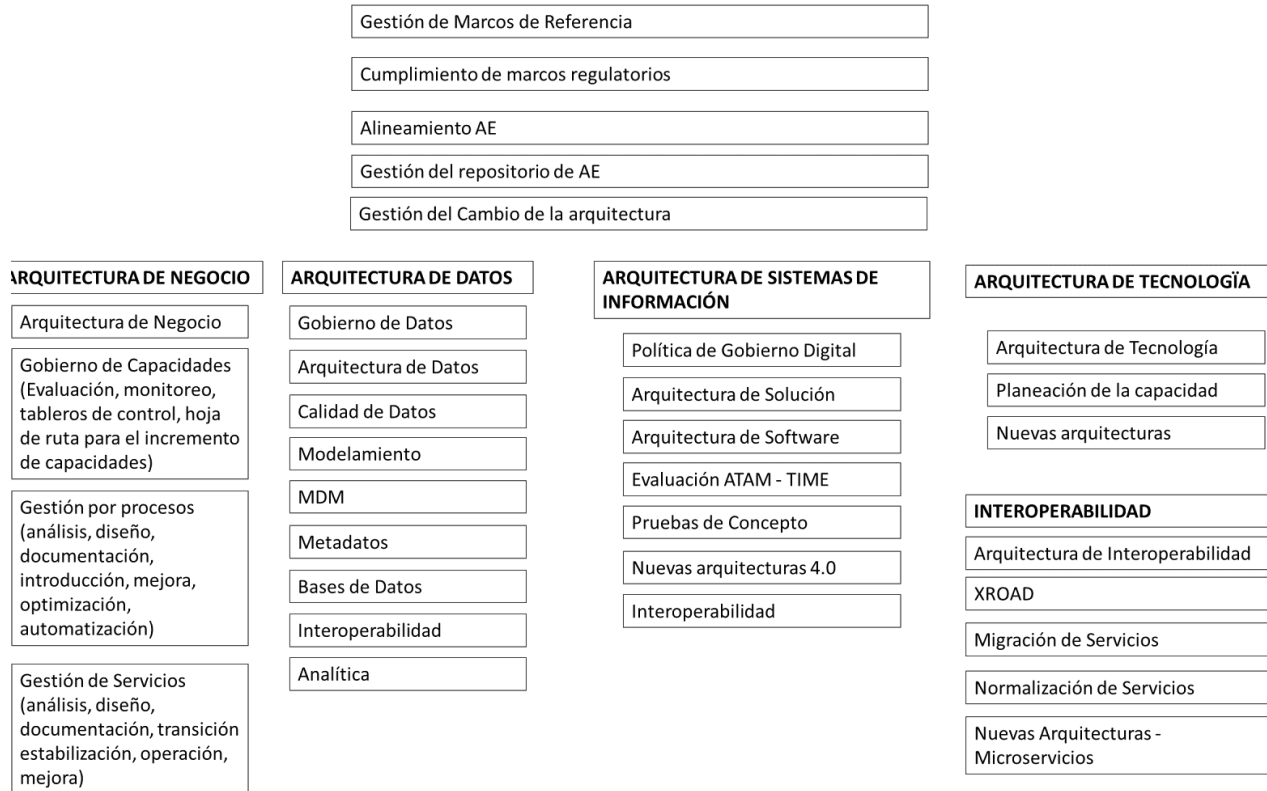 Gestión de Marcos de Referencia
Cumplimiento de marcos regulatorios
Alineamiento AE
Gestión del repositorio de AE
Gestión del Cambio de la arquitectura
ARQUITECTURA DE NEGOCIO
Arquitectura de Negocio
Gobierno de Capacidades
(Evaluación, monitoreo,
tableros de control, hoja
de ruta para el incremento
de capacidades)
Gestión por procesos
(análisis, diseño,
documentación,
introducción, mejora,
optimización,
automatización)
Gestión de Servicios
(análisis, diseño,
documentación, transición
estabilización, operación,
mejora)
ARQUITECTURA DE DATOS
Gobierno de Datos
Arquitectura de Datos
Calidad de Datos
Modelamiento
MDM
Metadatos
Bases de Datos
Interoperabilidad
Analítica
ARQUITECTURA DE SISTEMAS DE
INFORMACIÓN
Política de Gobierno Digital
Arquitectura de Solución
Arquitectura de Software
Evaluación ATAM - TIME
Pruebas de Concepto
Nuevas arquitecturas 4.0
Interoperabilidad
ARQUITECTURA DE TECNOLOGÏA
Arquitectura de Tecnología
Planeación de la capacidad
Nuevas arquitecturas
INTEROPERABILIDAD
Arquitectura de Interoperabilidad
XROAD
Migración de Servicios
Normalización de Servicios
Nuevas Arquitecturas -
Microservicios